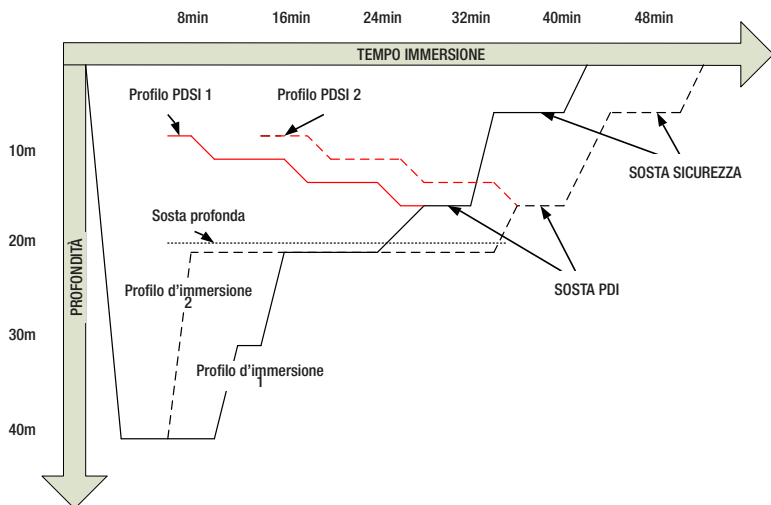 8min 16min 24min 32min 40min 48min
TEMPO IMMERSIONE
Profilo PDSI 1 Profilo PDSI 2
10m
SOSTA SICUREZZA
Sosta profonda
20m
PROFONDITÀ
Profilo d'immersione
2
SOSTA PDI
30m
Profilo d'immersione
1
40m